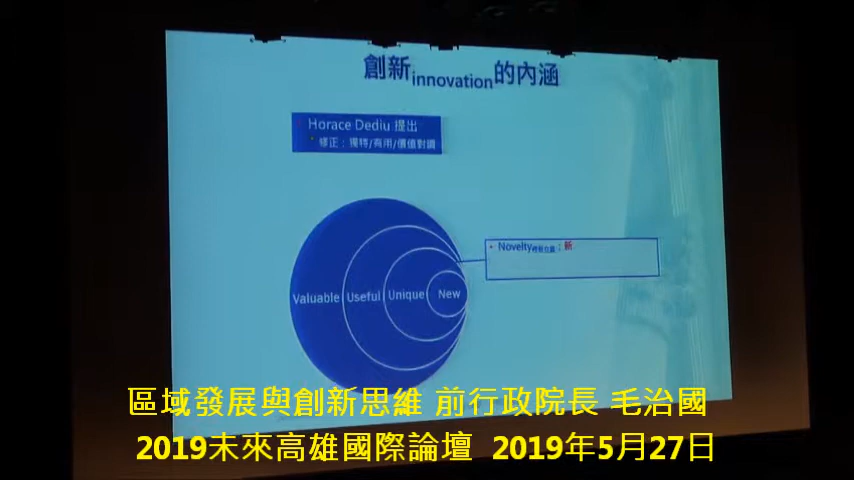 創新innovation的內涵
Horace Dediu 提出
修正：獨特/有用/價值對調
Novelty：新
Valuable Useful Unique New
區域發展與創新思維 前行政院長 毛治國
2019未來高雄國際論壇 2019年5月27日